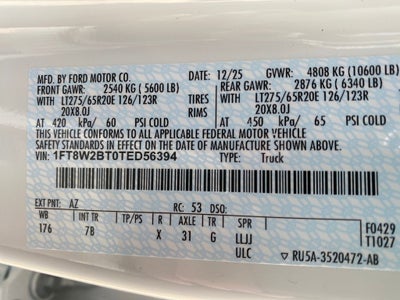 MFD. BY FORD MOTOR CO. 12/25 GVWR: 4808 KG (10600 LB)
FRONT GAWR: 2540 KG (5600 LB) REAR GAWR: 2876 KG (6340 LB)
WITH LT275/65R20E 126/123R TIRES WITH LT275/65R20E 126/123R TIRES
20X8.0J RIMS 20X8.0J RIMS
AT 420 kPa/ 60 PSI COLD AT 450 kPa/ 65 PSI COLD
THIS VEHICLE CONFORMS TO ALL APPLICABLE FEDERAL MOTOR VEHICLE
SAFETY STANDARDS IN EFFECT ON THE DATE OF MANUFACTURE SHOWN ABOVE.
VIN: 1FT8W2BT0TED56394 TYPE: Truck
EXT PNT: AZ RC: 53 DSO:
WB INT TR TP/PS R AXLE TR SPR F0429
176 7B X 31 G LLJJ T1027
ULC RU5A-3520472-AB